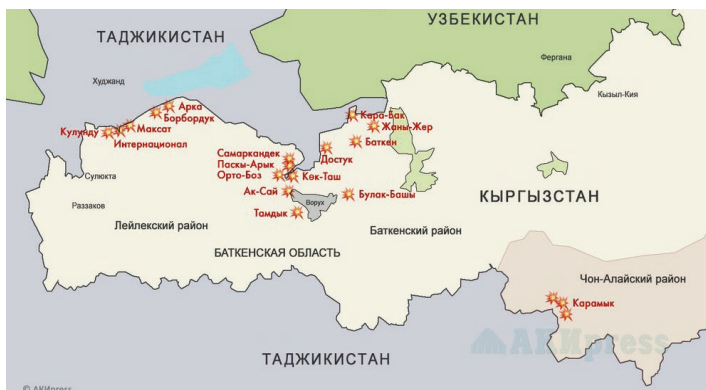 УЗБЕКИСТАН
ТАДЖИКИСТАН
Фергана
Худжанд
Кызыл-Кия
Арка
Борбордук
Кара-Бак
Жаны-Жер
Максат
Кулунду
Интернационал
Баткен
Достук
Самаркандек
Паскы-Арык
Орто-Боз
Көк-Таш
Сулюкта
Ак-Сай
Булак-Башы
КЫРГЫЗСТАН
Раззаков
Ворух
Тамдык
Лейлекский район
Баткенский район
БАТКЕНСКАЯ ОБЛАСТЬ
Чон-Алайский район
Карамык
АКИpress
ТАДЖИКИСТАН
© АКИpress